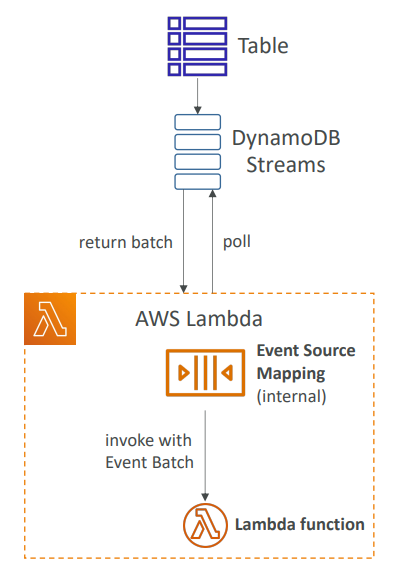 Table
DynamoDB
Streams
return batch
poll
AWS Lambda
Event Source
Mapping
(internal)
invoke with
Event Batch
Lambda function